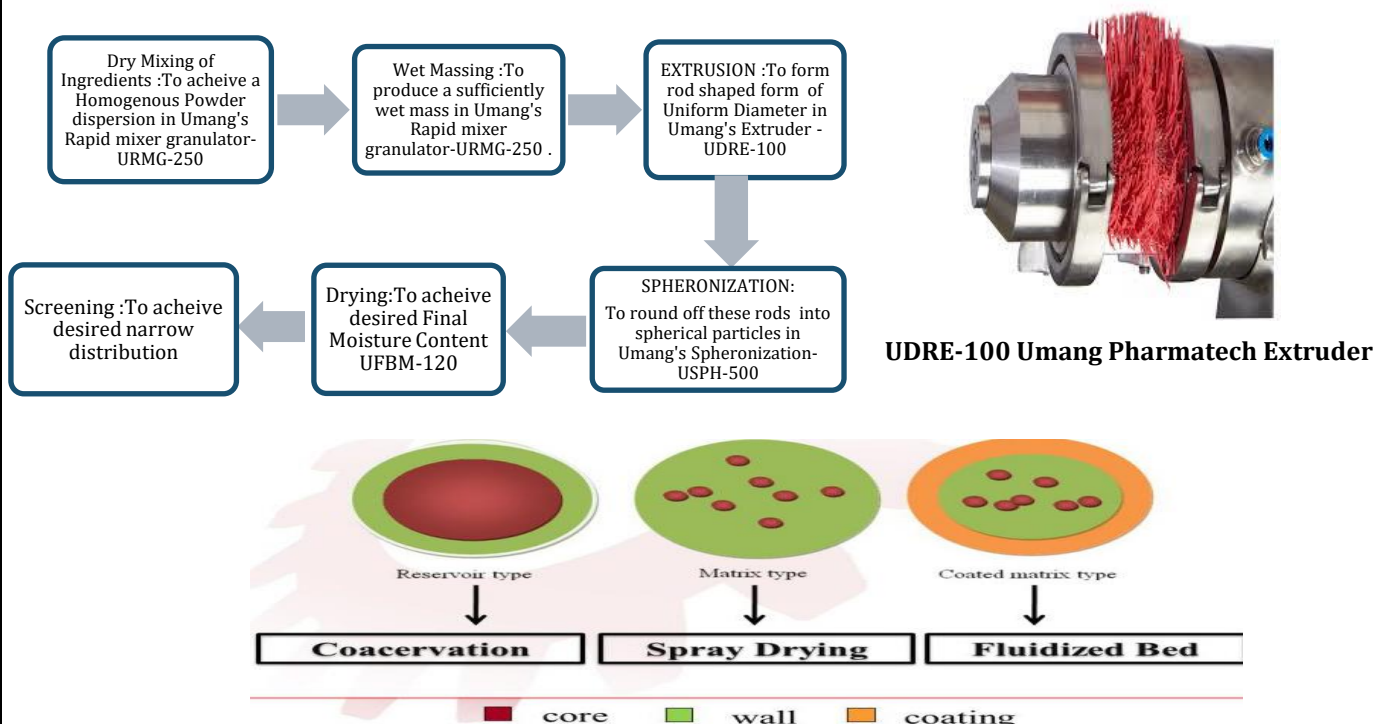 Dry Mixing of
Ingredients :To acheive a
Homogenous Powder
dispersion in Umang's
Rapid mixer granulator-
URMG-250
Wet Massing :To
produce a sufficiently
wet mass in Umang's
Rapid mixer
granulator-URMG-250 .
EXTRUSION :To form
rod shaped form of
Uniform Diameter in
Umang's Extruder -
UDRE-100
SPHERONIZATION:
To round off these rods into
spherical particles in
Umang's Spheronization-
USPH-500
Drying:To acheive
desired Final
Moisture Content
UFBM-120
Screening :To acheive
desired narrow
distribution
UDRE-100 Umang Pharmatech Extruder
Reservoir type
Matrix type
Coated matrix type
Coacervation
Spray Drying
Fluidized Bed
core
wall
coating